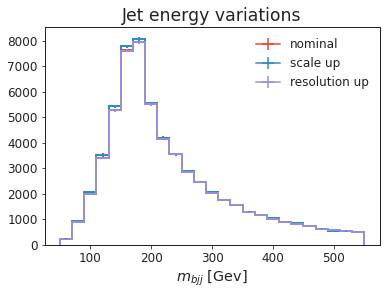 Jet energy variations
nominal
scale up
resolution up
8000
7000
6000
5000
4000
3000
2000
1000
0
100 200 300 400 500
m_{bjj} [Gev]